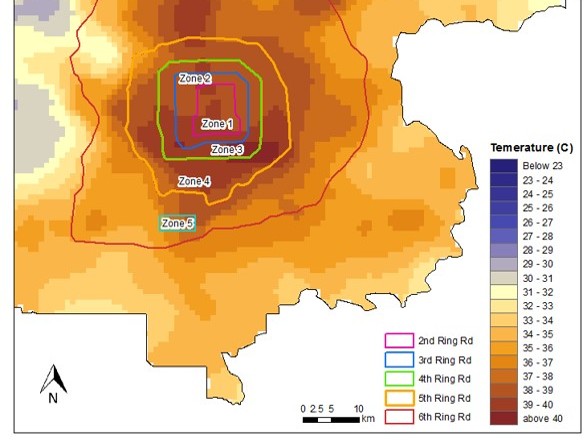 Zone 2
Zone 1
Zone 3
Zone 4
Zone 5
Temerature (C)
Below 23
23 - 24
24 - 25
25 - 26
26 - 27
27 - 28
28 - 29
29 - 30
30 - 31
31 - 32
32 - 33
33 - 34
34 - 35
35 - 36
36 - 37
37 - 38
38 - 39
39 - 40
above 40
2nd Ring Rd
3rd Ring Rd
4th Ring Rd
5th Ring Rd
6th Ring Rd
N
0 2.5 5 10
km